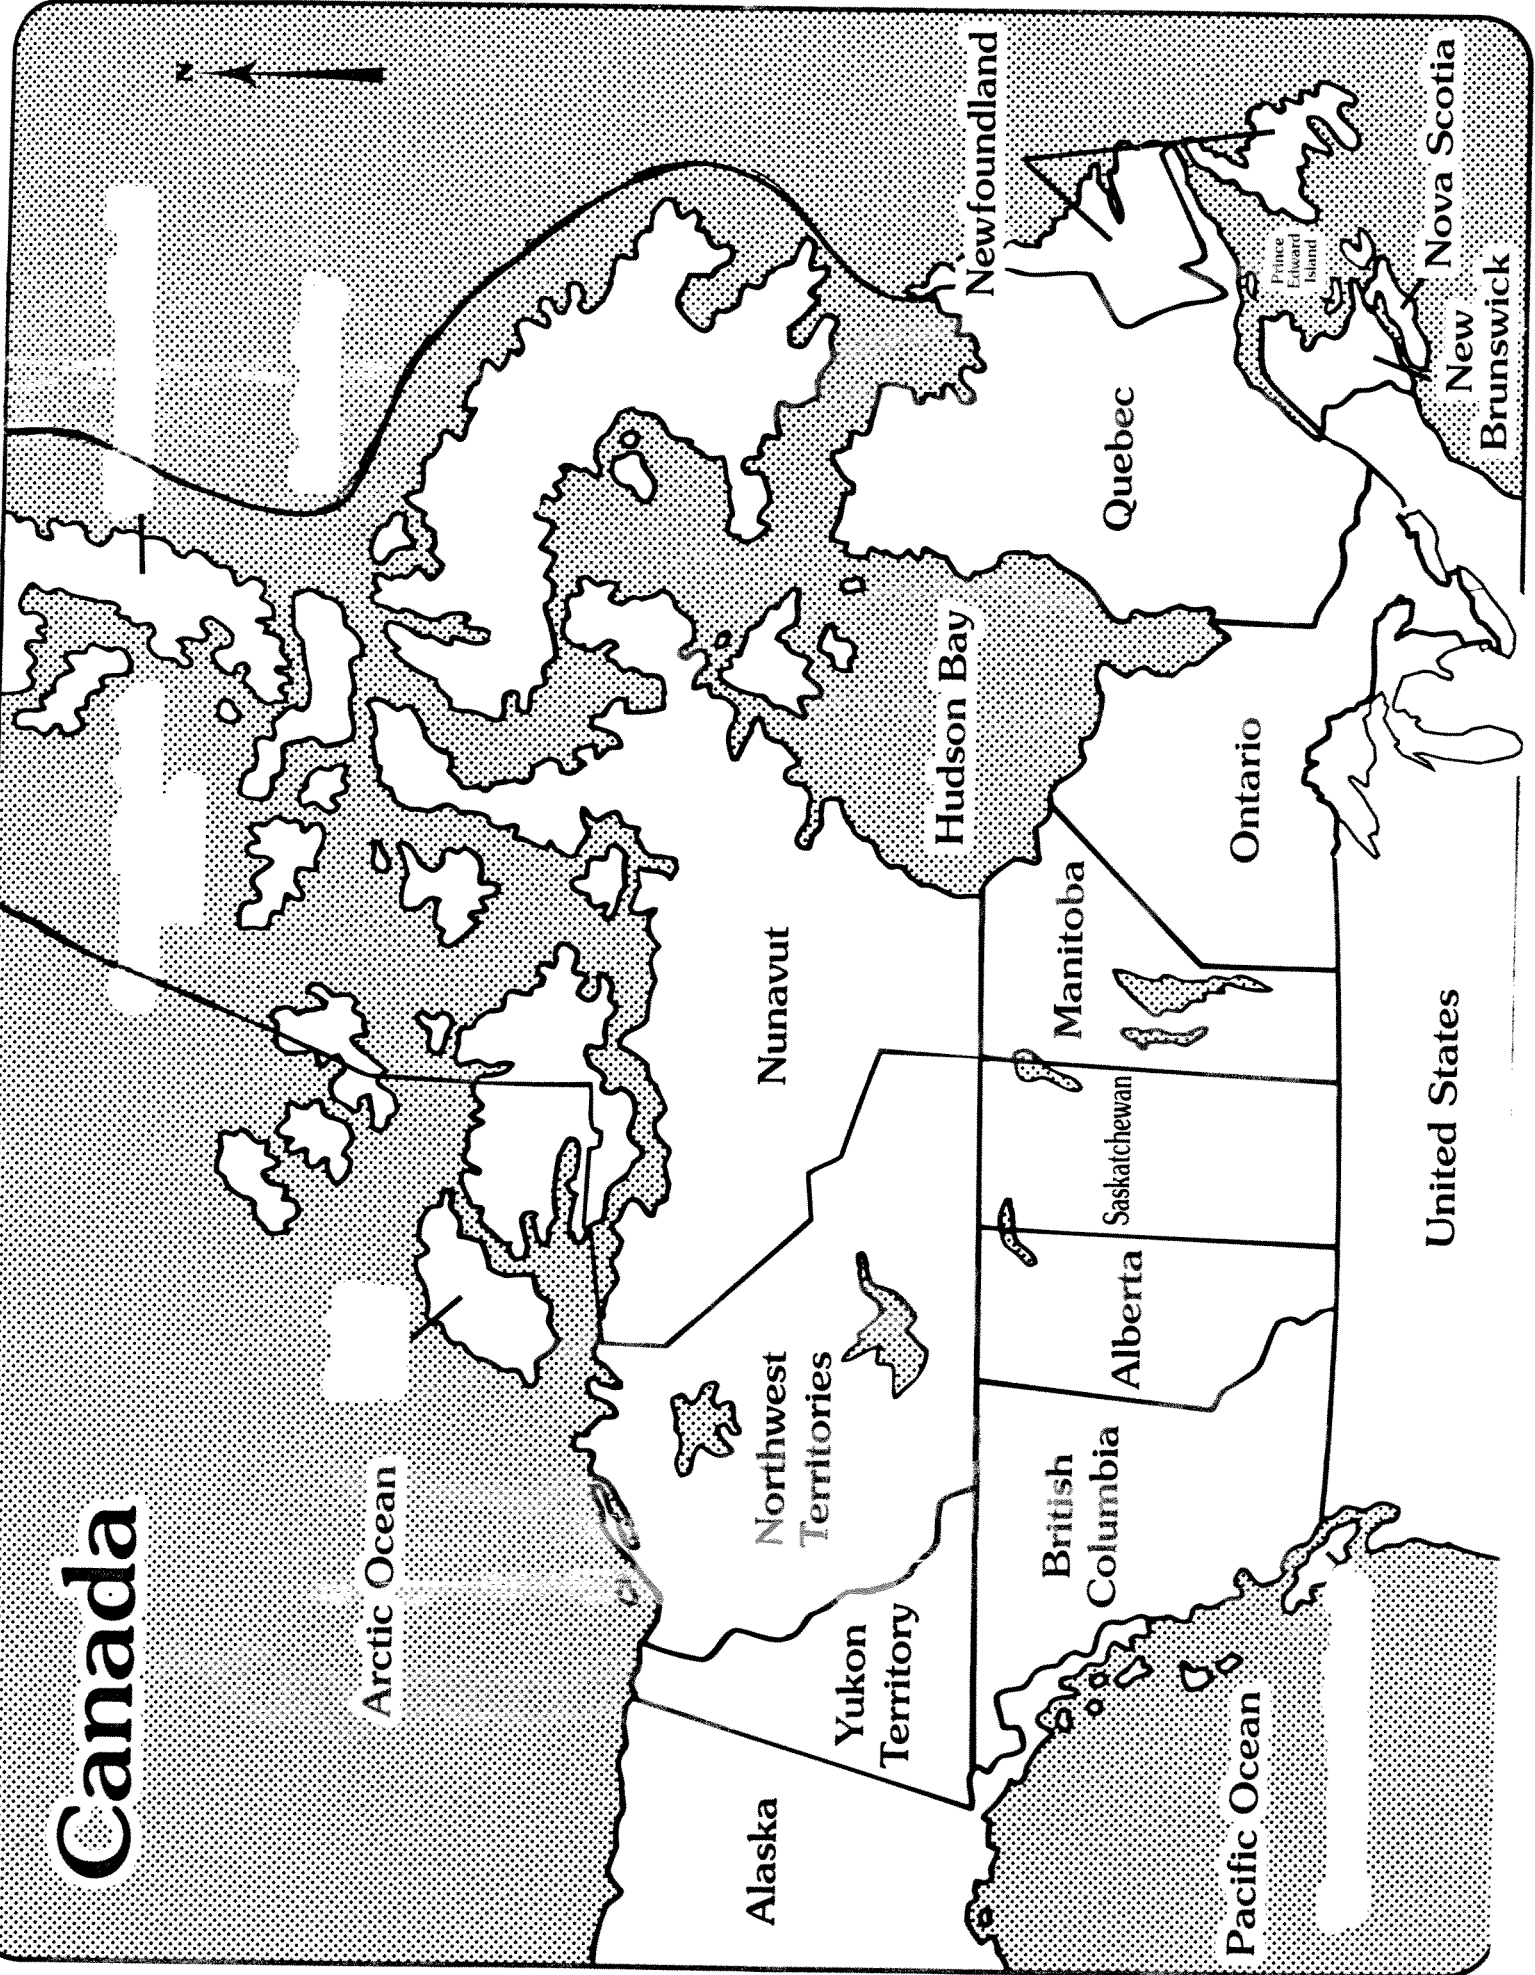 Canada
N
Arctic Ocean
Alaska
Yukon
Territory
Northwest
Territories
Nunavut
Hudson Bay
Newfoundland
British
Columbia
Alberta
Saskatchewan
Manitoba
Ontario
Quebec
Prince
Edward
Island
Nova Scotia
New
Brunswick
Pacific Ocean
United States